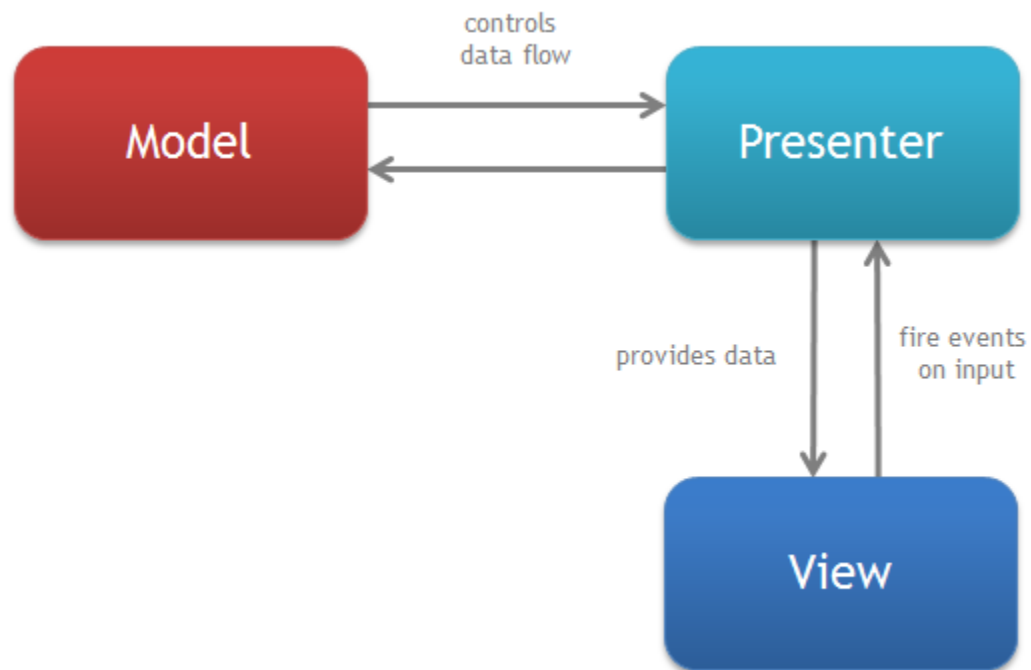 controls
data flow
Model
Presenter
provides data
fire events
on input
View